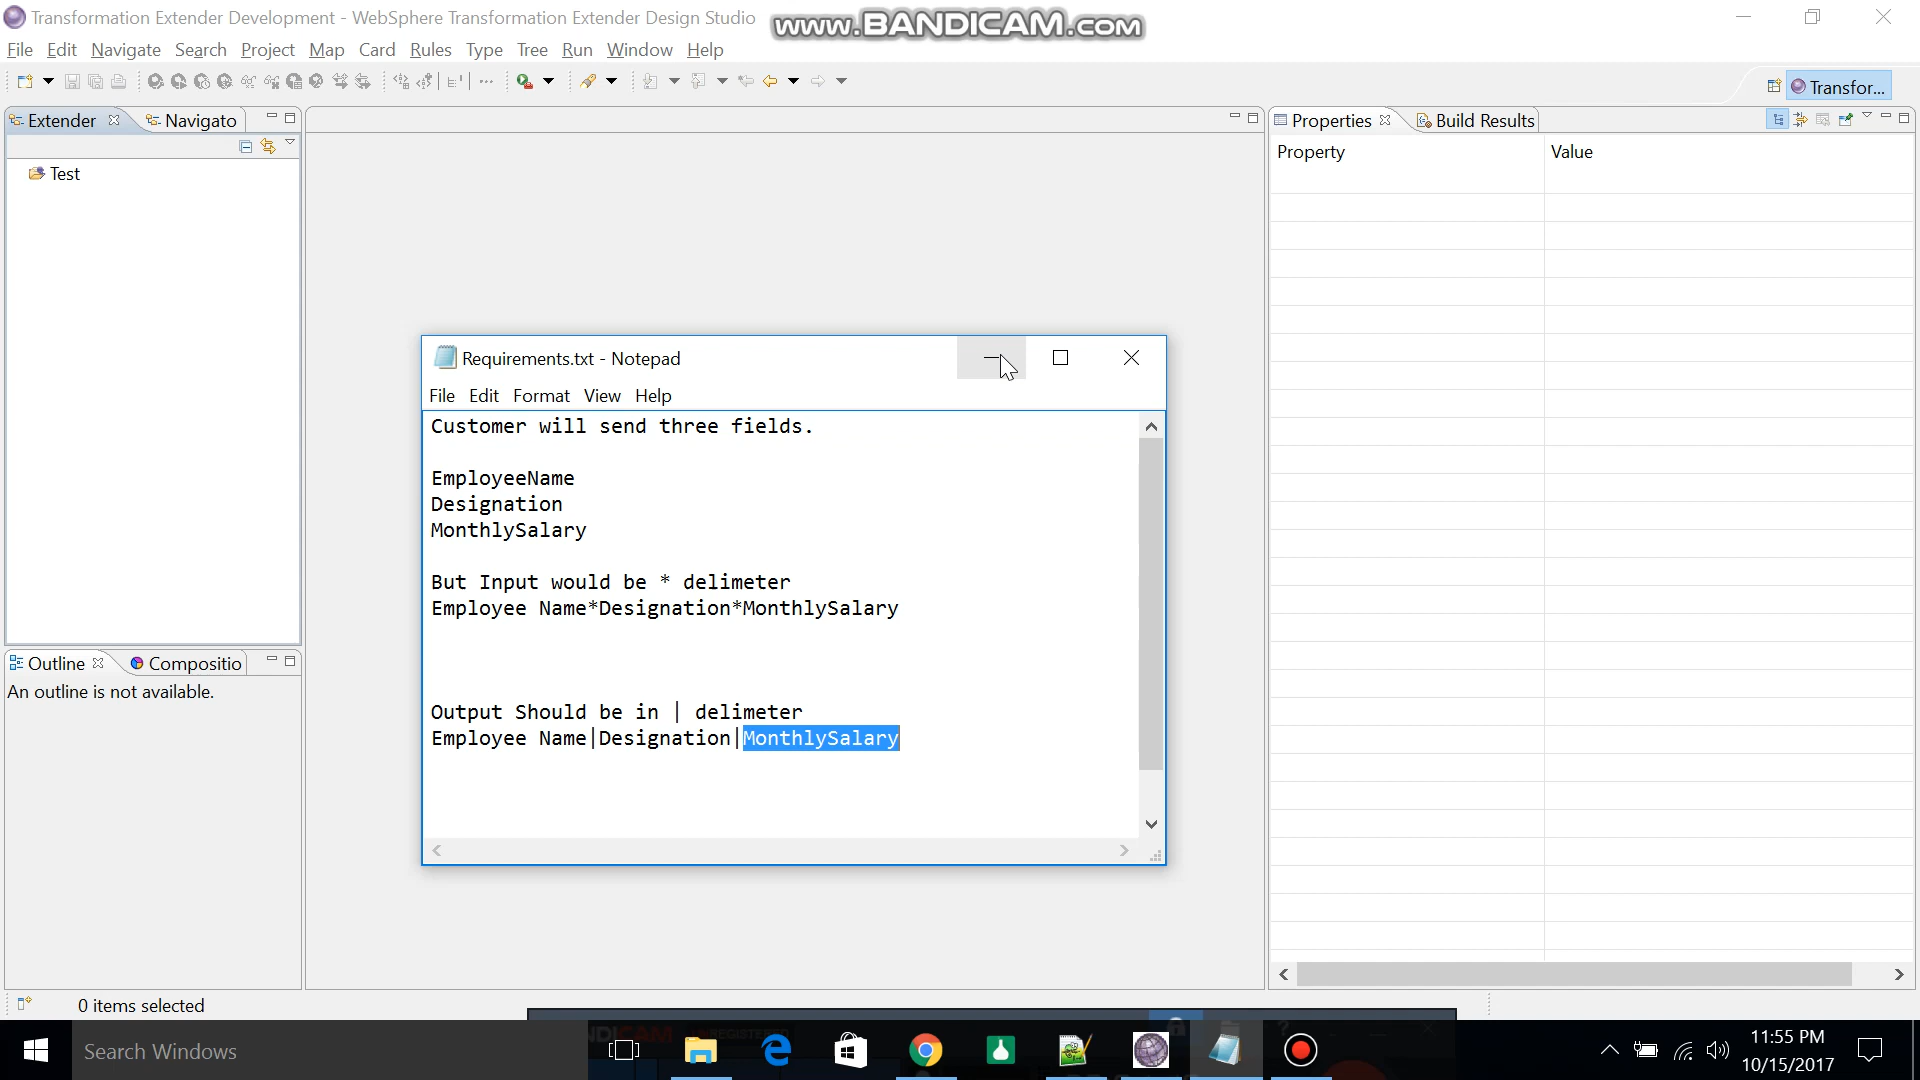 Transformation Extender Development - WebSphere Transformation Extender Design Studio
www.BANDICAM.com
File Edit Navigate Search Project Map Card Rules Type Tree Run Window Help
Transfor...
Extender
Navigato
Properties
Build Results
Property
Value
Test
Requirements.txt - Notepad
File Edit Format View Help
Customer will send three fields.
EmployeeName
Designation
MonthlySalary
But Input would be * delimeter
Employee Name*Designation*MonthlySalary
Output Should be in | delimeter
Employee Name|Designation|MonthlySalary
Outline
Compositio
An outline is not available.
0 items selected
Search Windows
11:55 PM
10/15/2017